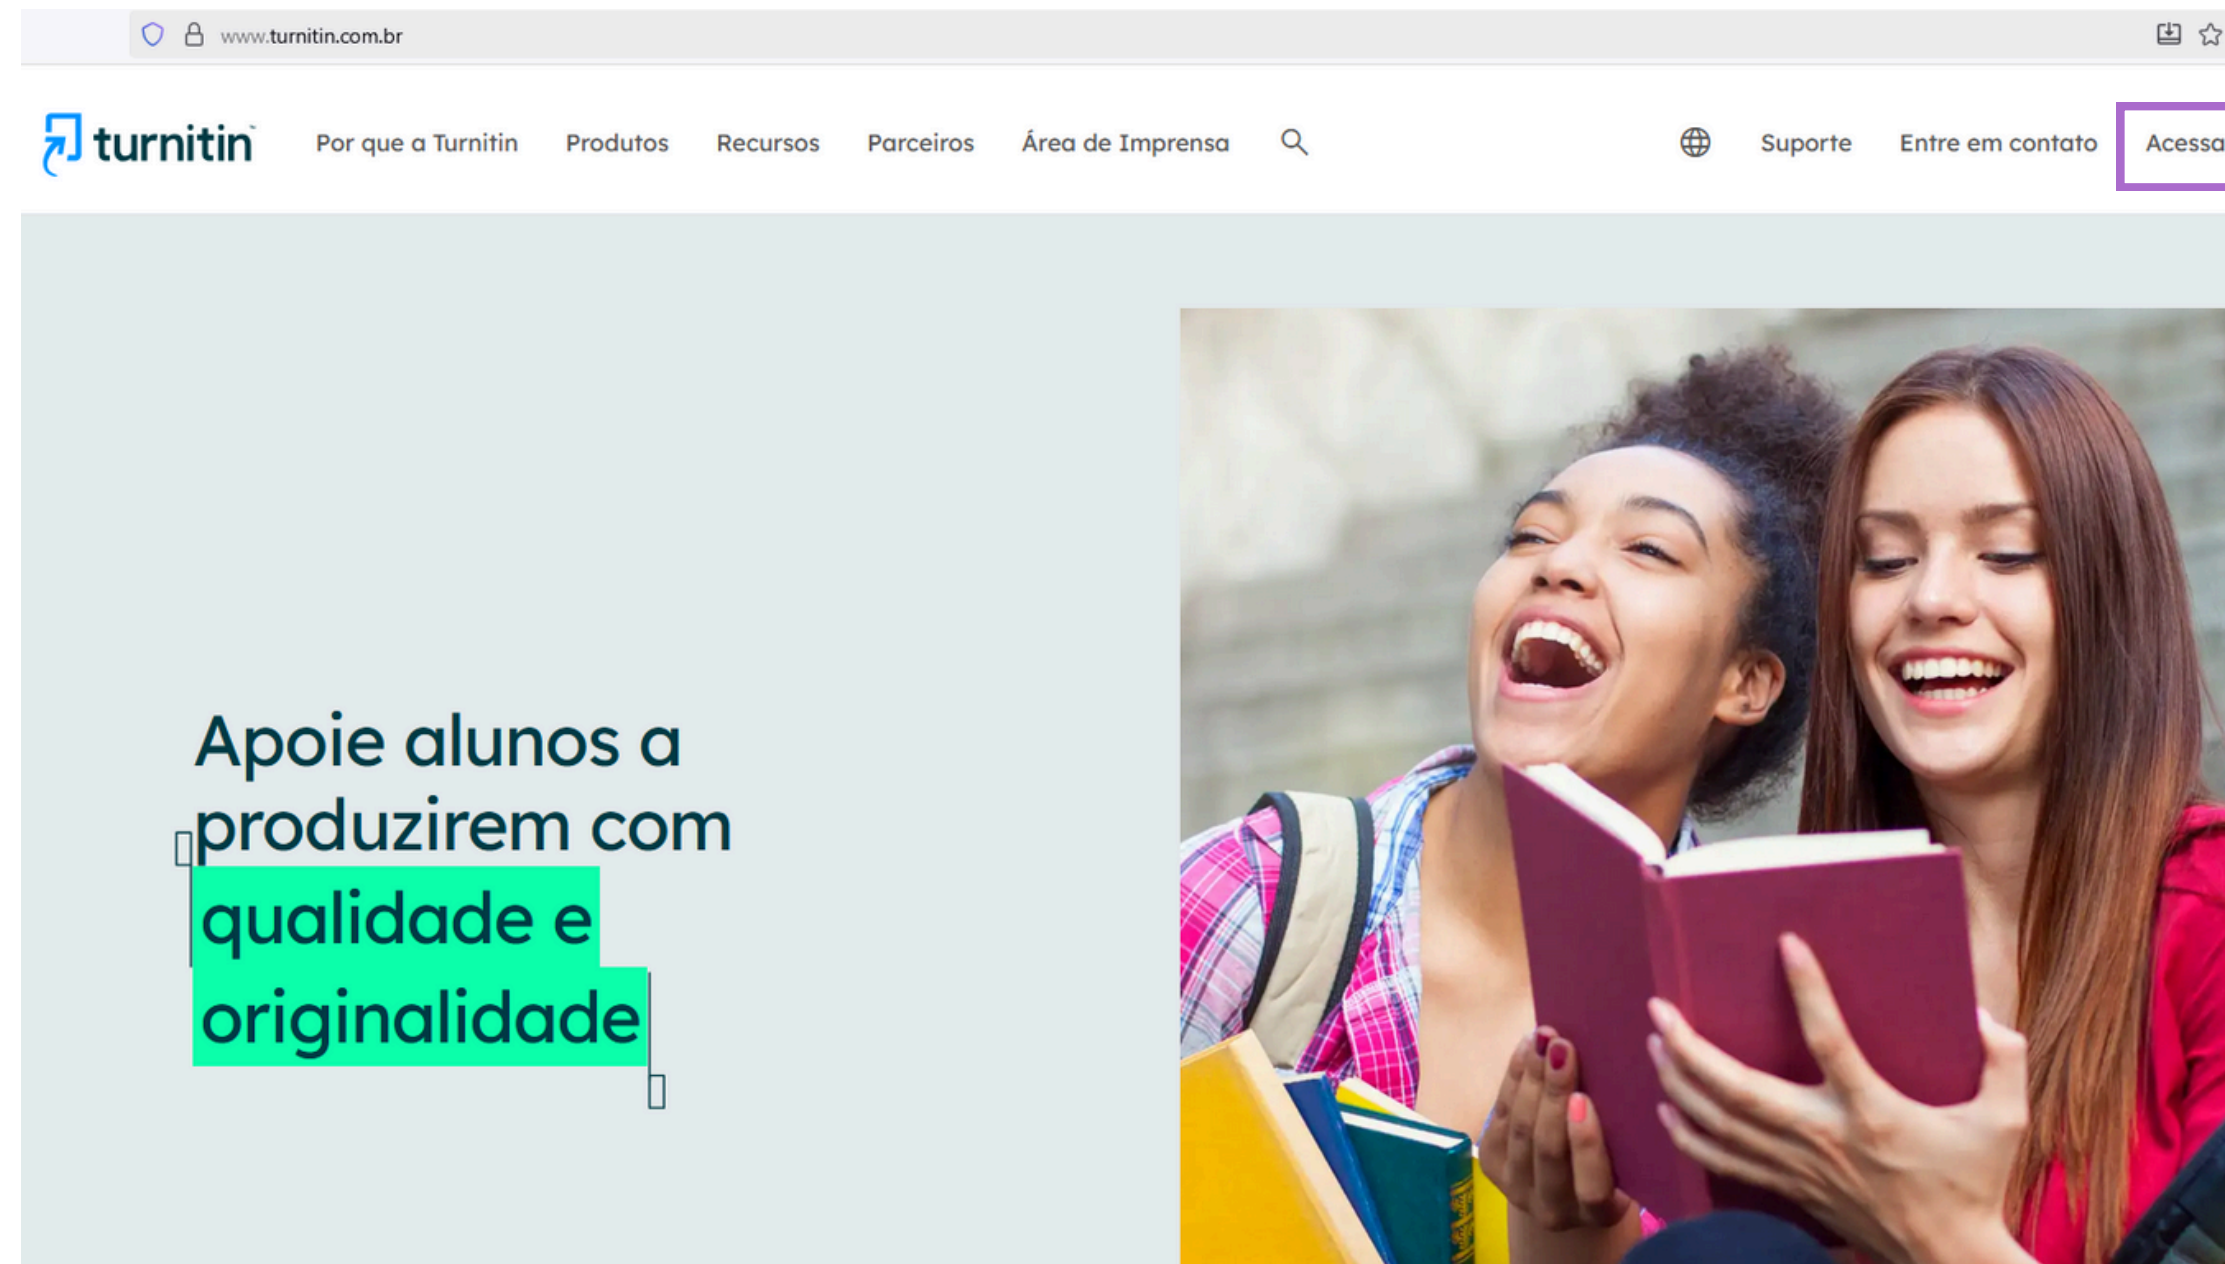 www.turnitin.com.br
turnitin
Por que a Turnitin
Produtos
Recursos
Parceiros
Área de Imprensa
Suporte
Entre em contato
Acessa
Apoie alunos a
produzirem com
qualidade e
originalidade